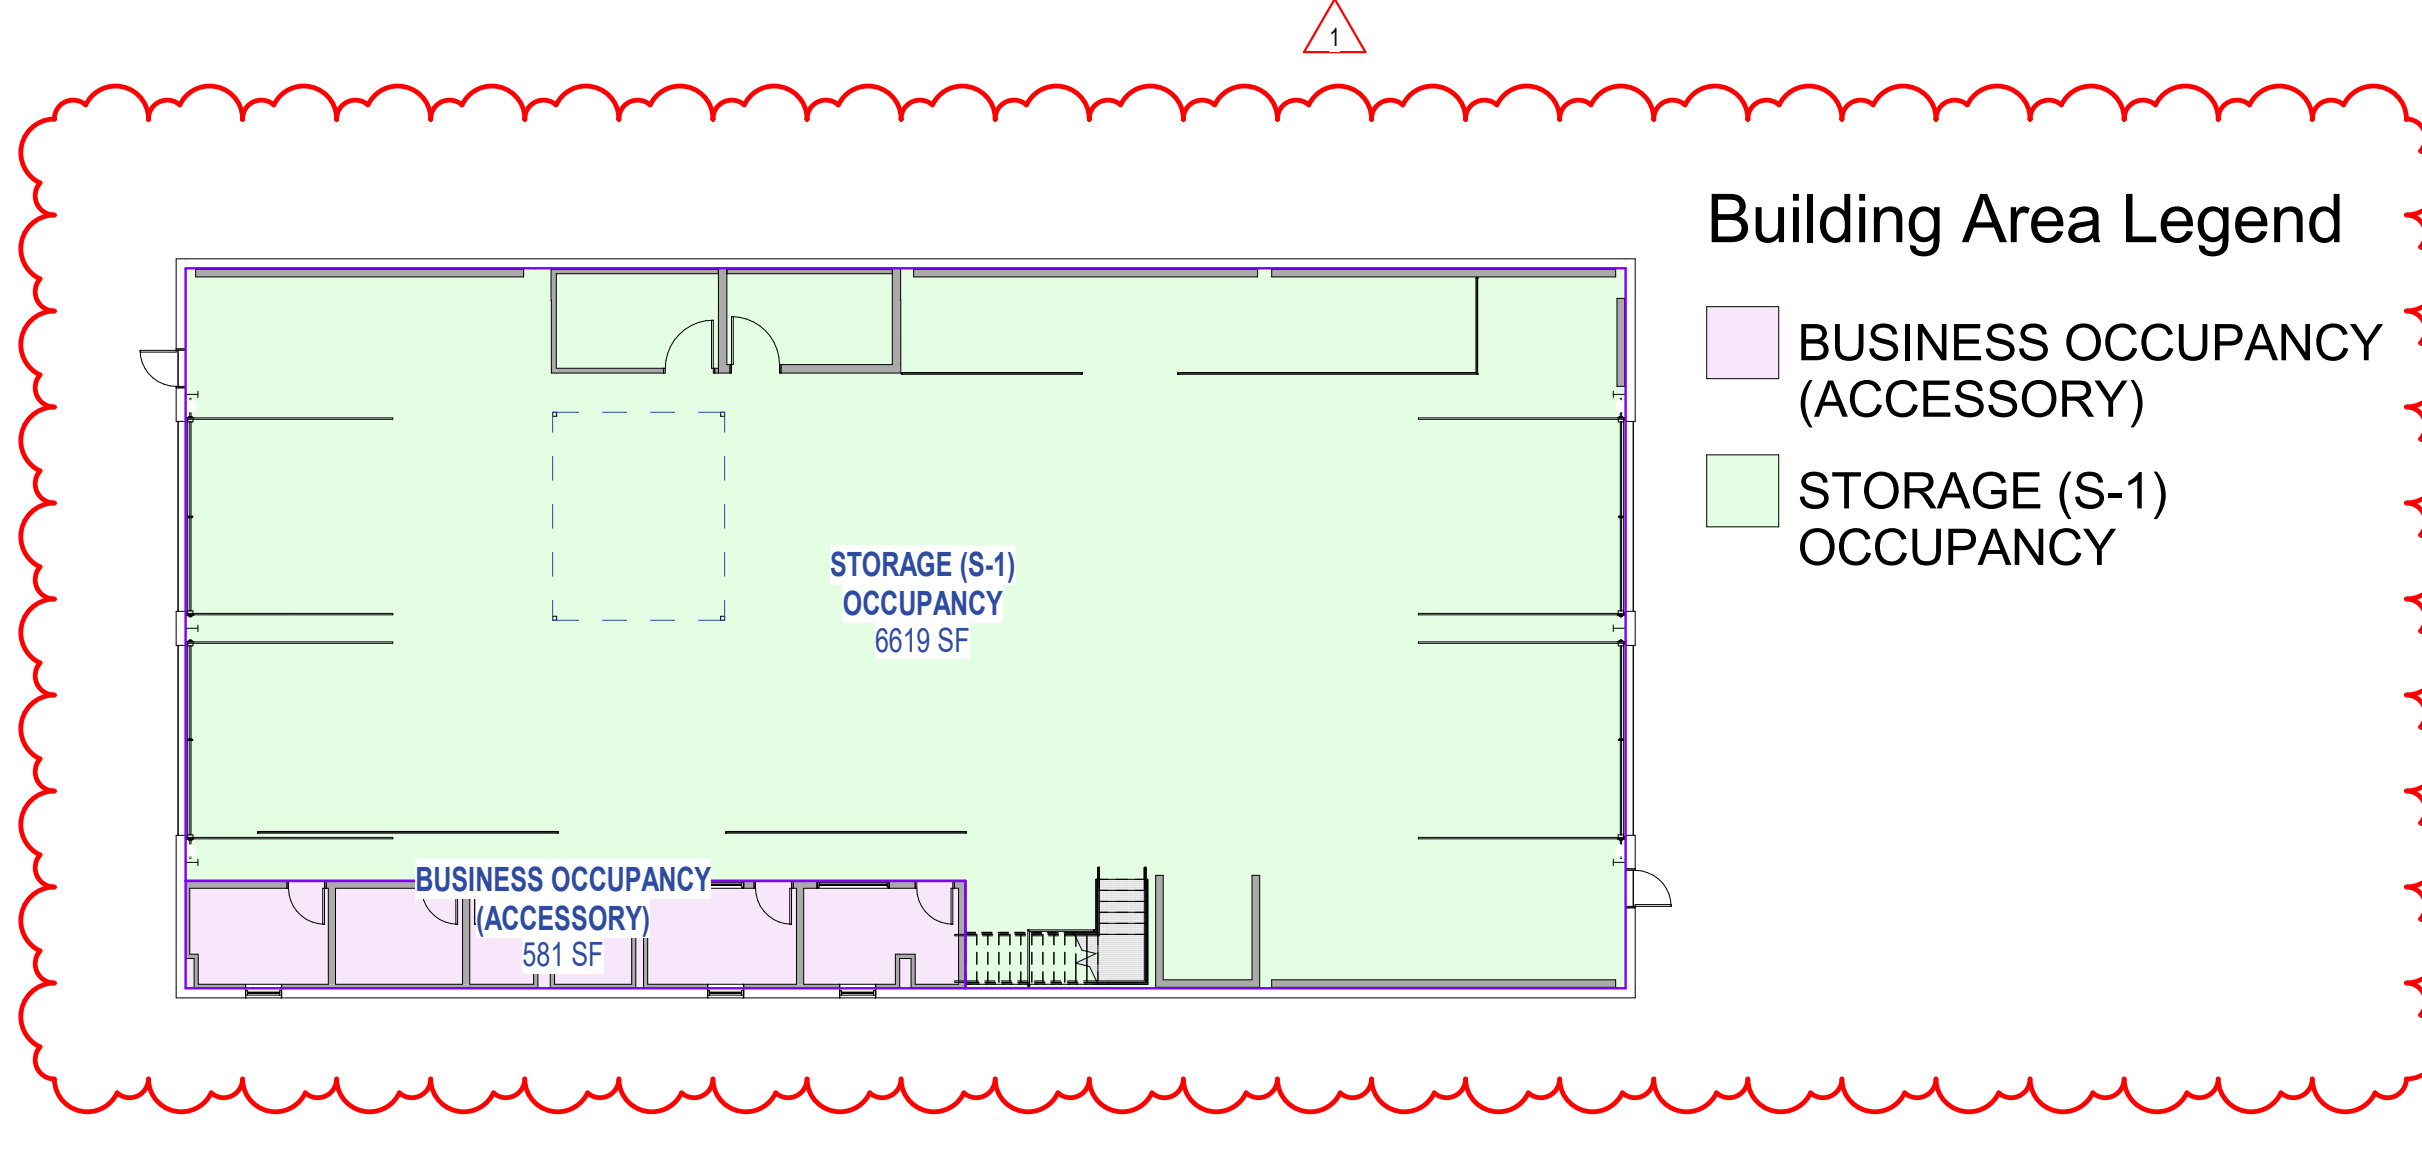 1
Building Area Legend
BUSINESS OCCUPANCY
(ACCESSORY)
STORAGE (S-1)
OCCUPANCY
STORAGE (S-1)
OCCUPANCY
6619 SF
BUSINESS OCCUPANCY
(ACCESSORY)
581 SF